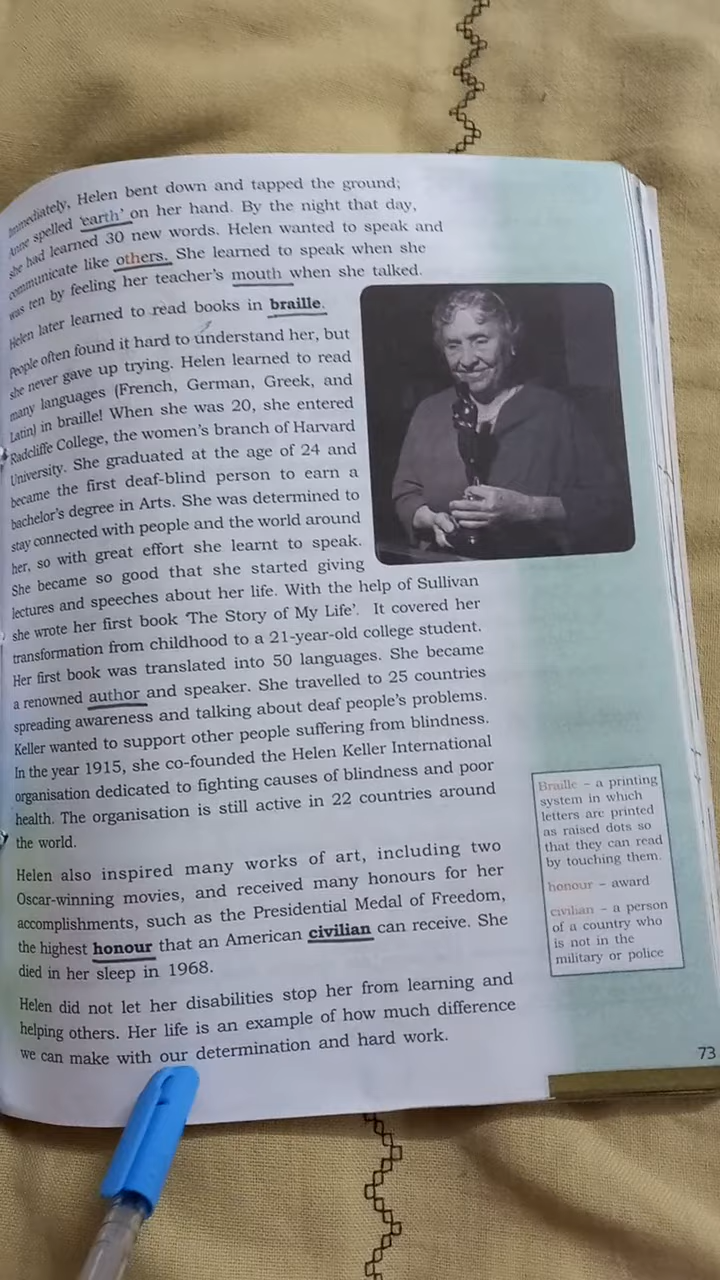 Immediately, Helen bent down and tapped the ground;
Anne spelled 'earth' on her hand. By the night that day,
she had learned 30 new words. Helen wanted to speak and
communicate like others. She learned to speak when she
was ten by feeling her teacher's mouth when she talked.
Helen later learned to read books in braille.
People often found it hard to understand her, but
she never gave up trying. Helen learned to read
many languages (French, German, Greek, and
Latin) in braille! When she was 20, she entered
Radcliffe College, the women's branch of Harvard
University. She graduated at the age of 24 and
became the first deaf-blind person to earn a
bachelor's degree in Arts. She was determined to
stay connected with people and the world around
her, so with great effort she learnt to speak.
She became so good that she started giving
lectures and speeches about her life. With the help of Sullivan
she wrote her first book 'The Story of My Life'. It covered her
transformation from childhood to a 21-year-old college student.
Her first book was translated into 50 languages. She became
a renowned author and speaker. She travelled to 25 countries
spreading awareness and talking about deaf people's problems.
Keller wanted to support other people suffering from blindness.
In the year 1915, she co-founded the Helen Keller International
organisation dedicated to fighting causes of blindness and poor
health. The organisation is still active in 22 countries around
the world.
Helen also inspired many works of art, including two
Oscar-winning movies, and received many honours for her
accomplishments, such as the Presidential Medal of Freedom,
the highest honour that an American civilian can receive. She
died in her sleep in 1968.
Helen did not let her disabilities stop her from learning and
helping others. Her life is an example of how much difference
we can make with our determination and hard work.
Braille – a printing
system in which
letters are printed
as raised dots so
that they can read
by touching them.
honour – award
civilian – a person
of a country who
is not in the
military or police
73